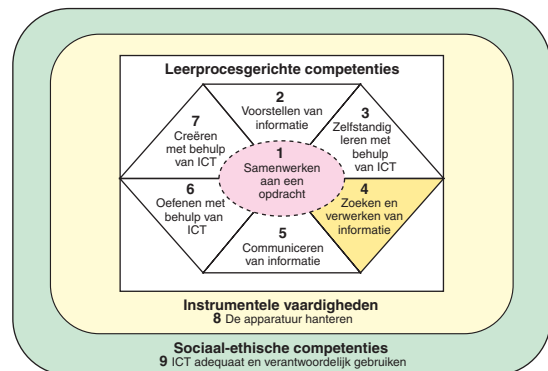 Leerprocesgerichte competenties
2
Voorstellen van
informatie
3
Zelfstandig
leren met
behulp
van ICT
7
Creëren
met behulp
van ICT
1
Samenwerken
aan een
opdracht
4
Zoeken en
verwerken van
informatie
6
Oefenen met
behulp van
ICT
5
Communiceren
van informatie
Instrumentele vaardigheden
8 De apparatuur hanteren
Sociaal-ethische competenties
9 ICT adequaat en verantwoordelijk gebruiken